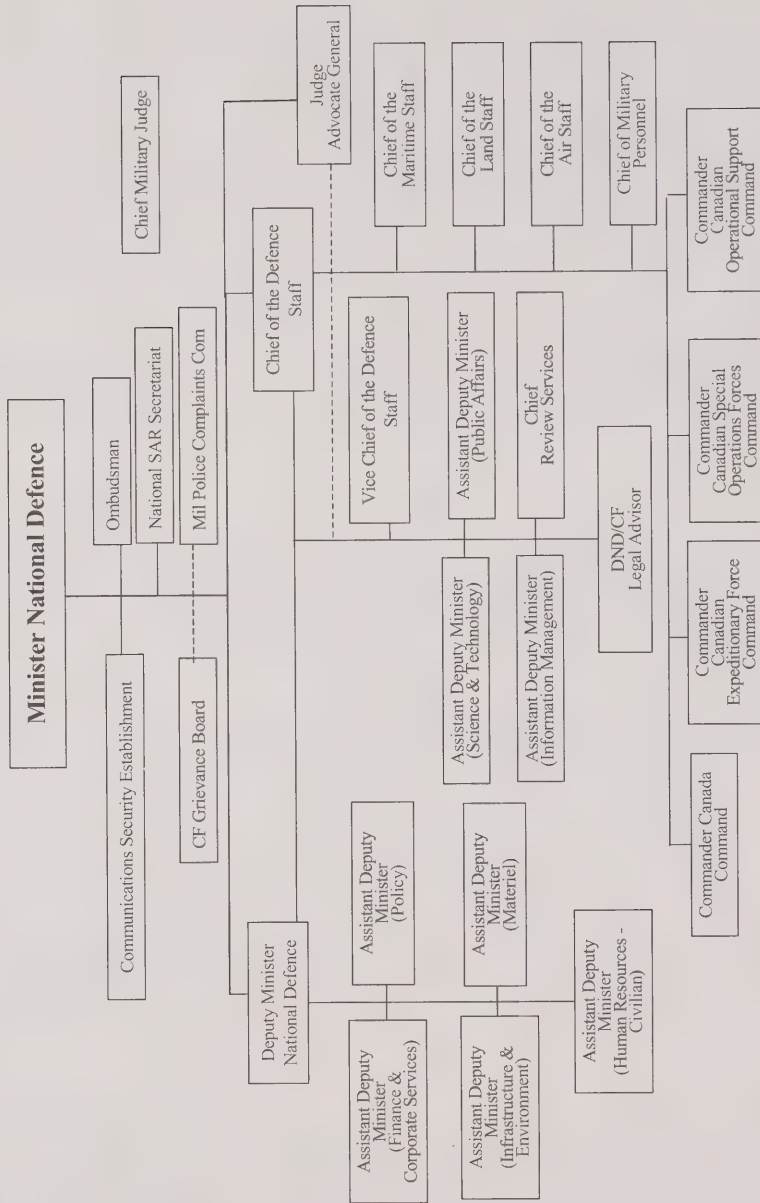 Minister National Defence
Chief Military Judge
Communications Security Establishment
Ombudsman
National SAR Secretariat
CF Grievance Board
Mil Police Complaints Com
Deputy Minister
National Defence
Chief of the Defence
Staff
Judge
Advocate General
Assistant Deputy
Minister
(Finance &
Corporate Services)
Assistant Deputy
Minister
(Policy)
Vice Chief of the Defence
Staff
Chief of the
Maritime Staff
Assistant Deputy Minister
(Science & Technology)
Assistant Deputy Minister
(Public Affairs)
Chief of the
Land Staff
Assistant Deputy
Minister
(Infrastructure &
Environment)
Assistant Deputy
Minister
(Materiel)
Assistant Deputy Minister
(Information Management)
Chief
Review Services
Chief of the
Air Staff
Assistant Deputy
Minister
(Human Resources -
Civilian)
DND/CF
Legal Advisor
Chief of Military
Personnel
Commander Canada
Command
Commander
Canadian
Expeditionary Force
Command
Commander
Canadian Special
Operations Forces
Command
Commander
Canadian
Operational Support
Command